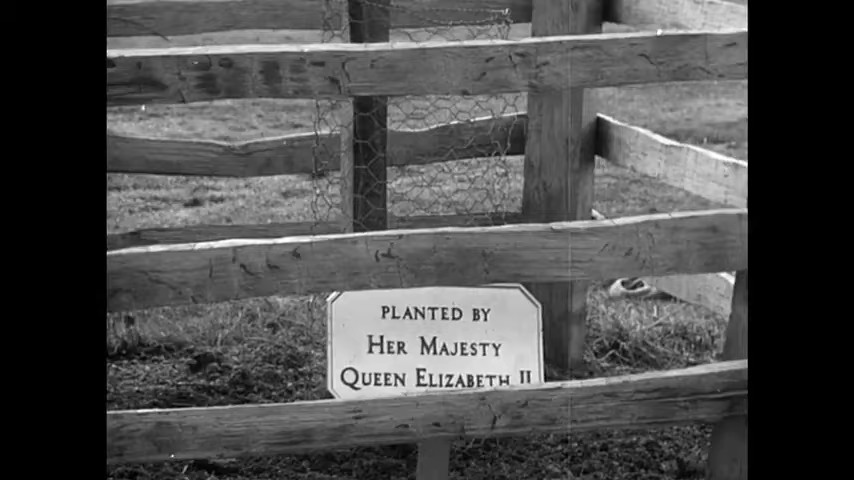 PLANTED BY
HER MAJESTY
QUEEN ELIZABETH II